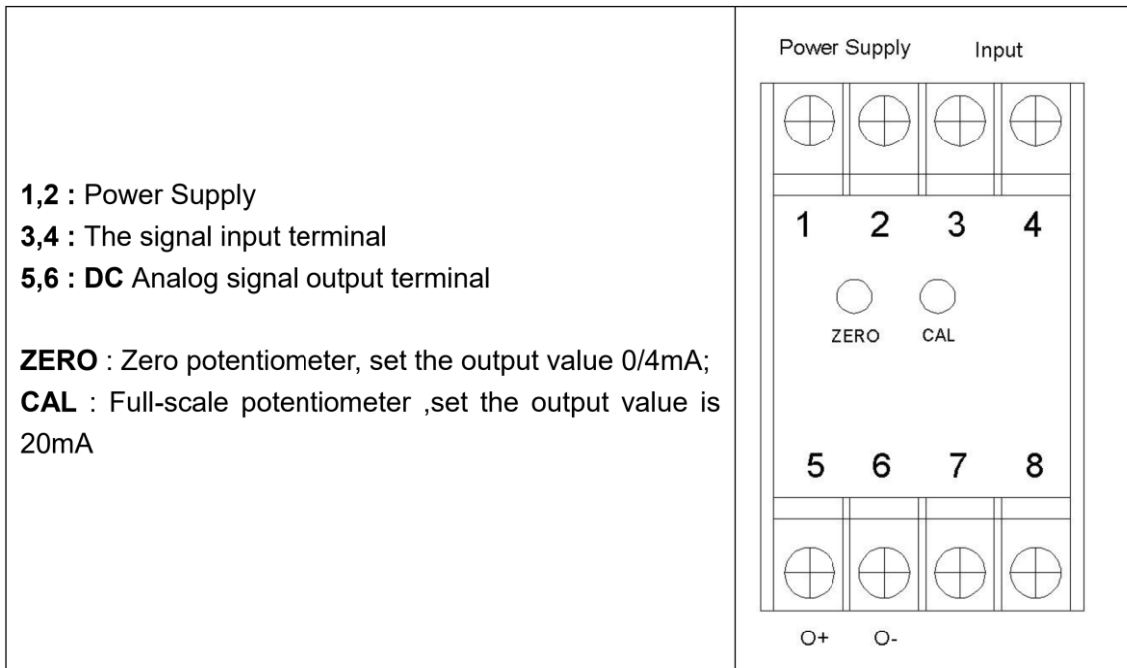 1,2 : Power Supply
3,4 : The signal input terminal
5,6 : DC Analog signal output terminal
ZERO : Zero potentiometer, set the output value 0/4mA;
CAL : Full-scale potentiometer ,set the output value is
20mA
Power Supply Input
1 2 3 4
ZERO CAL
5 6 7 8
O+ O-